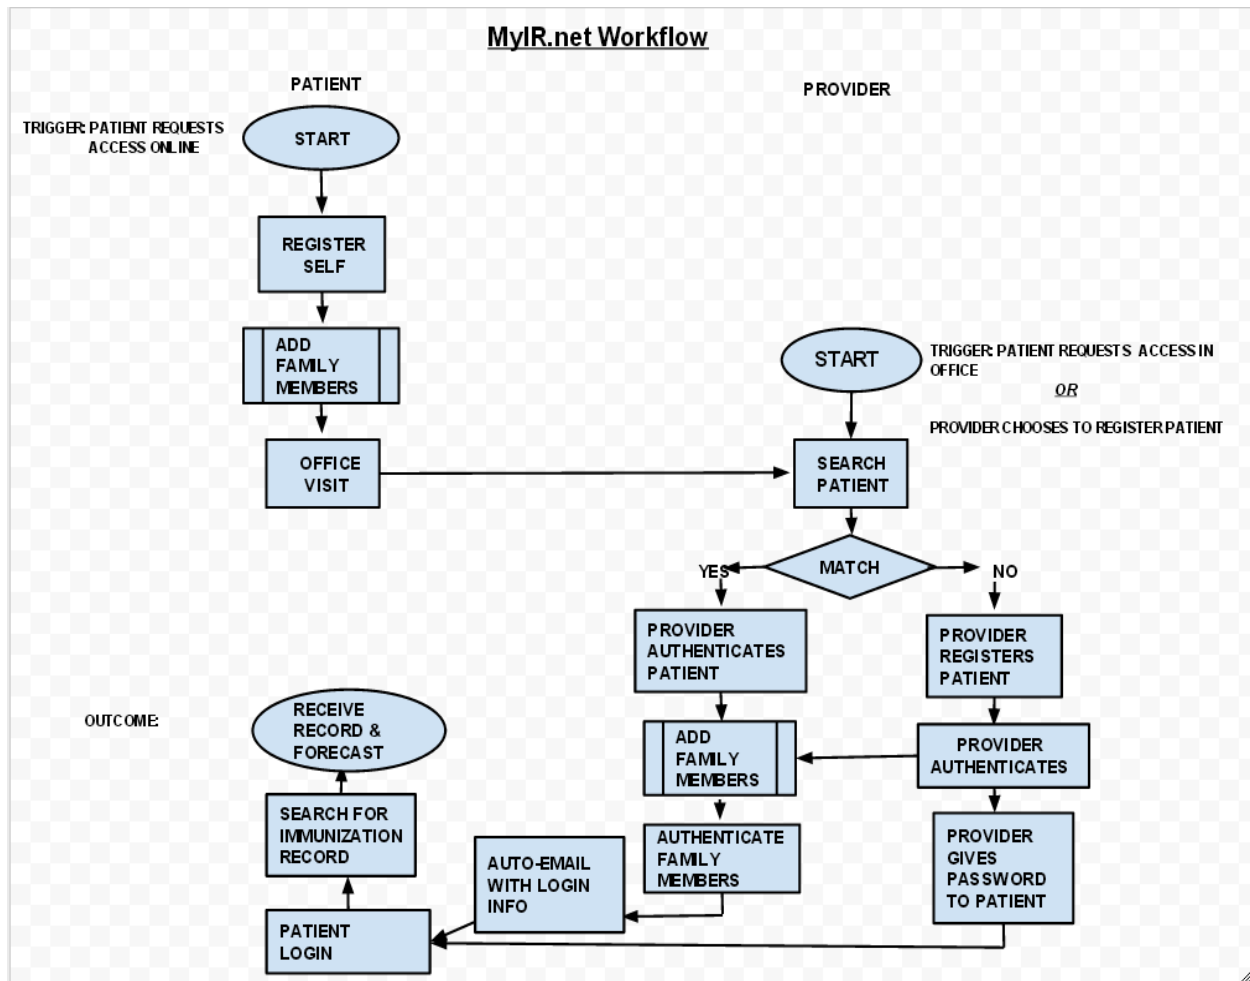 MyIR.net Workflow
PATIENT
PROVIDER
TRIGGER: PATIENT REQUESTS
ACCESS ONLINE
START
REGISTER
SELF
ADD
FAMILY
MEMBERS
OFFICE
VISIT
START
TRIGGER: PATIENT REQUESTS ACCESS IN
OFFICE
OR
PROVIDER CHOOSES TO REGISTER PATIENT
SEARCH
PATIENT
MATCH
YES
NO
PROVIDER
AUTHENTICATES
PATIENT
PROVIDER
REGISTERS
PATIENT
ADD
FAMILY
MEMBERS
PROVIDER
AUTHENTICATES
AUTHENTICATE
FAMILY
MEMBERS
PROVIDER
GIVES
PASSWORD
TO PATIENT
AUTO-EMAIL
WITH LOGIN
INFO
OUTCOME:
RECEIVE
RECORD &
FORECAST
SEARCH FOR
IMMUNIZATION
RECORD
PATIENT
LOGIN